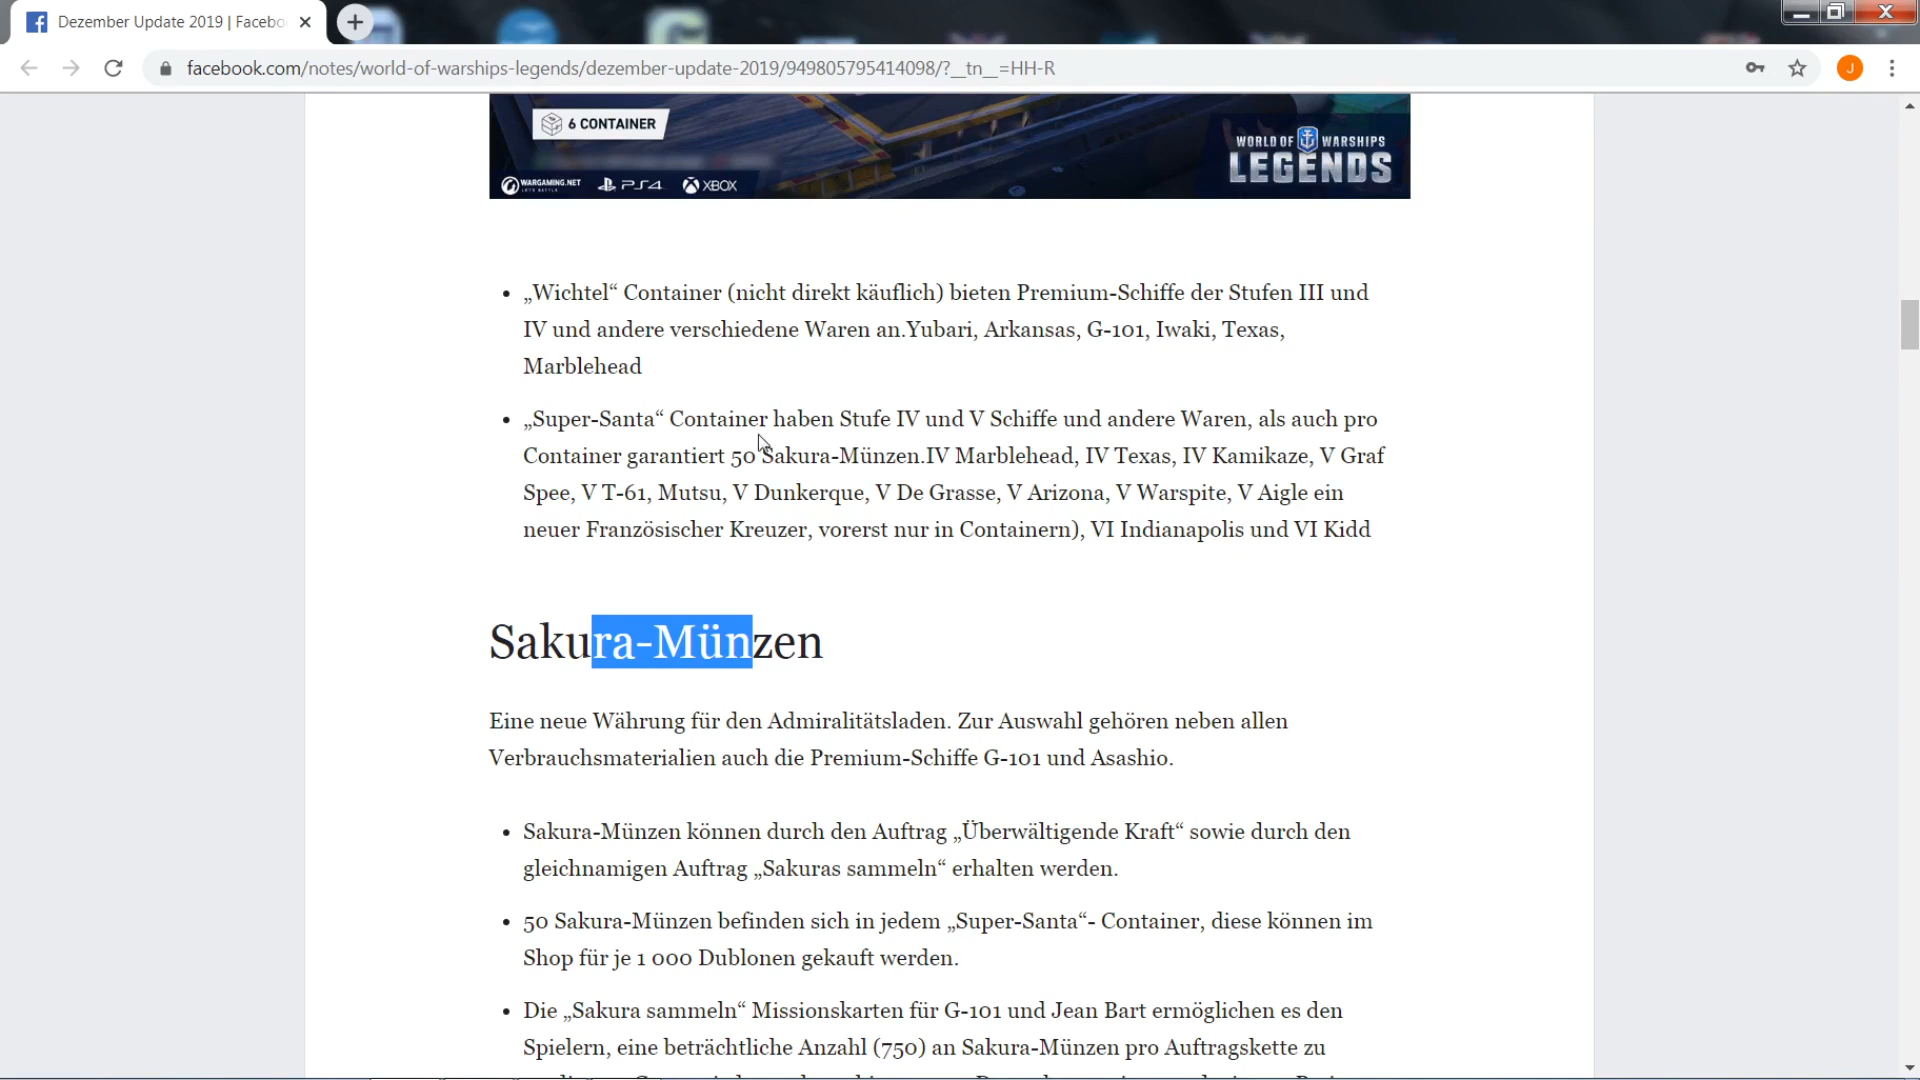 Dezember Update 2019 | Facebo
facebook.com/notes/world-of-warships-legends/dezember-update-2019/949805795414098/?__tn__=HH-R
J
6 CONTAINER
WORLD OF WARSHIPS
LEGENDS
WARGAMING.NET
LET'S BATTLE
PS4
XBOX
• „Wichtel“ Container (nicht direkt käuflich) bieten Premium-Schiffe der Stufen III und
IV und andere verschiedene Waren an.Yubari, Arkansas, G-101, Iwaki, Texas,
Marblehead
• „Super-Santa“ Container haben Stufe IV und V Schiffe und andere Waren, als auch pro
Container garantiert 50 Sakura-Münzen.IV Marblehead, IV Texas, IV Kamikaze, V Graf
Spee, V T-61, Mutsu, V Dunkerque, V De Grasse, V Arizona, V Warspite, V Aigle ein
neuer Französischer Kreuzer, vorerst nur in Containern), VI Indianapolis und VI Kidd
Sakura-Münzen
Eine neue Währung für den Admiralitätsladen. Zur Auswahl gehören neben allen
Verbrauchsmaterialien auch die Premium-Schiffe G-101 und Asashio.
• Sakura-Münzen können durch den Auftrag „Überwältigende Kraft“ sowie durch den
gleichnamigen Auftrag „Sakuras sammeln“ erhalten werden.
• 50 Sakura-Münzen befinden sich in jedem „Super-Santa“- Container, diese können im
Shop für je 1 000 Dublonen gekauft werden.
• Die „Sakura sammeln“ Missionskarten für G-101 und Jean Bart ermöglichen es den
Spielern, eine beträchtliche Anzahl (750) an Sakura-Münzen pro Auftragskette zu